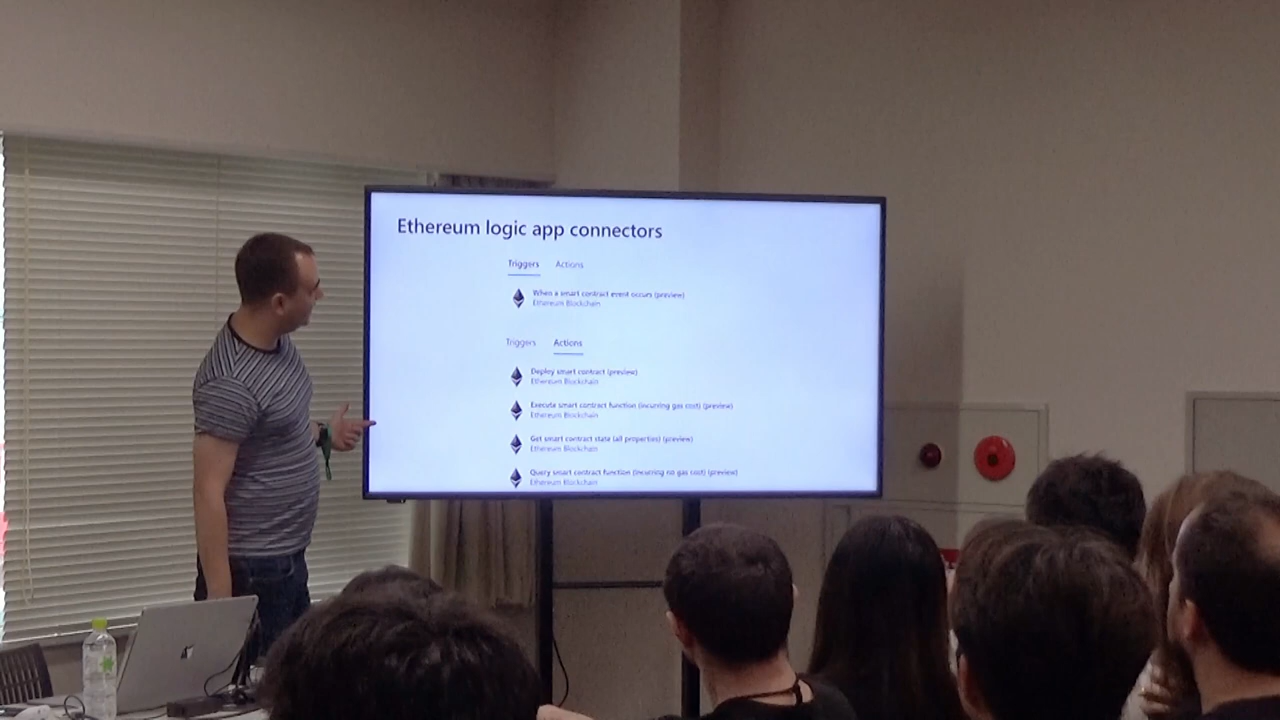 Ethereum logic app connectors
Triggers Actions
When a smart contract event occurs (preview)
Ethereum Blockchain
Triggers Actions
Deploy smart contract (preview)
Ethereum Blockchain
Execute smart contract function (incurring gas cost) (preview)
Ethereum Blockchain
Get smart contract state (all properties) (preview)
Ethereum Blockchain
Query smart contract function (incurring no gas cost) (preview)
Ethereum Blockchain